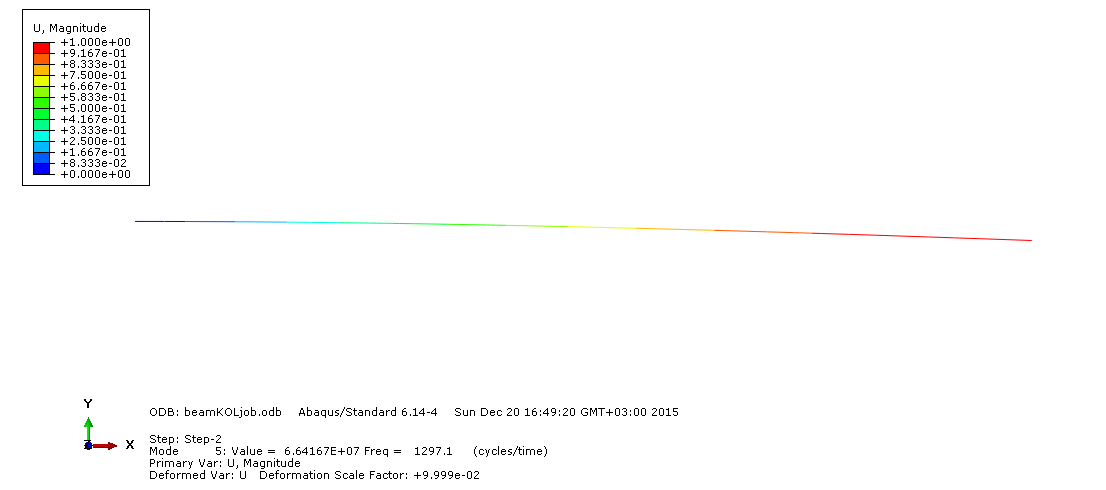 U, Magnitude
+1.000e+00
+9.167e-01
+8.333e-01
+7.500e-01
+6.667e-01
+5.833e-01
+5.000e-01
+4.167e-01
+3.333e-01
+2.500e-01
+1.667e-01
+8.333e-02
+0.000e+00
Y
X
ODB: beamKOLjob.odb Abaqus/Standard 6.14-4 Sun Dec 20 16:49:20 GMT+03:00 2015
Step: Step-2
Mode 5: Value = 6.64167E+07 Freq = 1297.1 (cycles/time)
Primary Var: U, Magnitude
Deformed Var: U Deformation Scale Factor: +9.999e-02